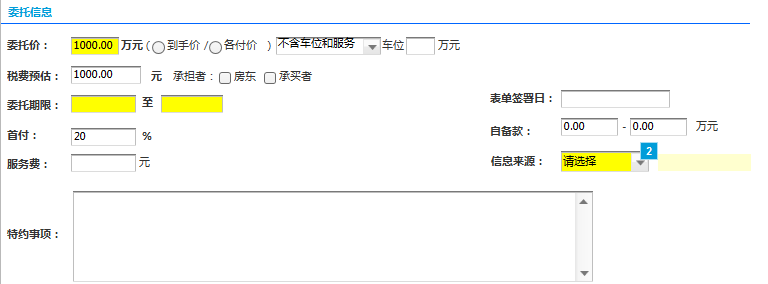 委托信息
委托价： 1000.00 万元 ( 到手价 / 各付价 ) 不含车位和服务 车位 万元
税费预估： 1000.00 元 承担者： 房东 承买者
委托期限： 至 表单签署日：
首付： 20 % 自备款： 0.00 - 0.00 万元
服务费： 元 信息来源： 请选择 2
特约事项：